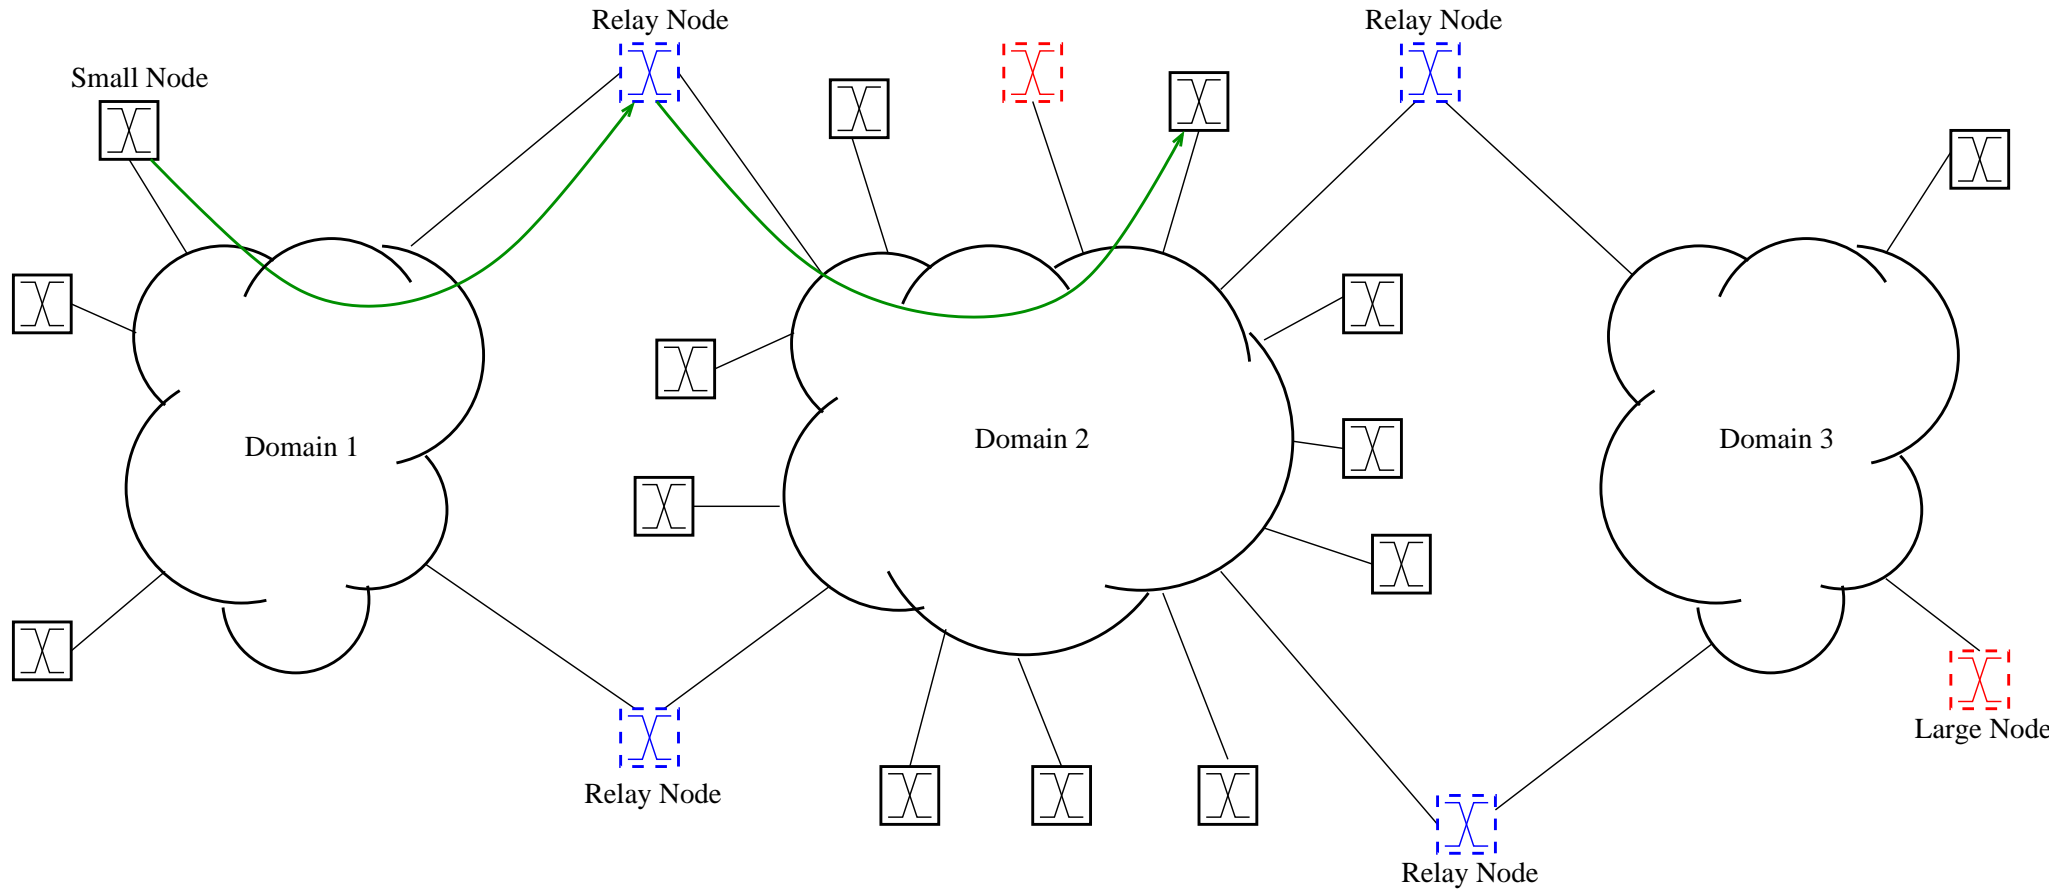 Relay Node
Relay Node
Small Node
Domain 1
Domain 2
Domain 3
Large Node
Relay Node
Relay Node